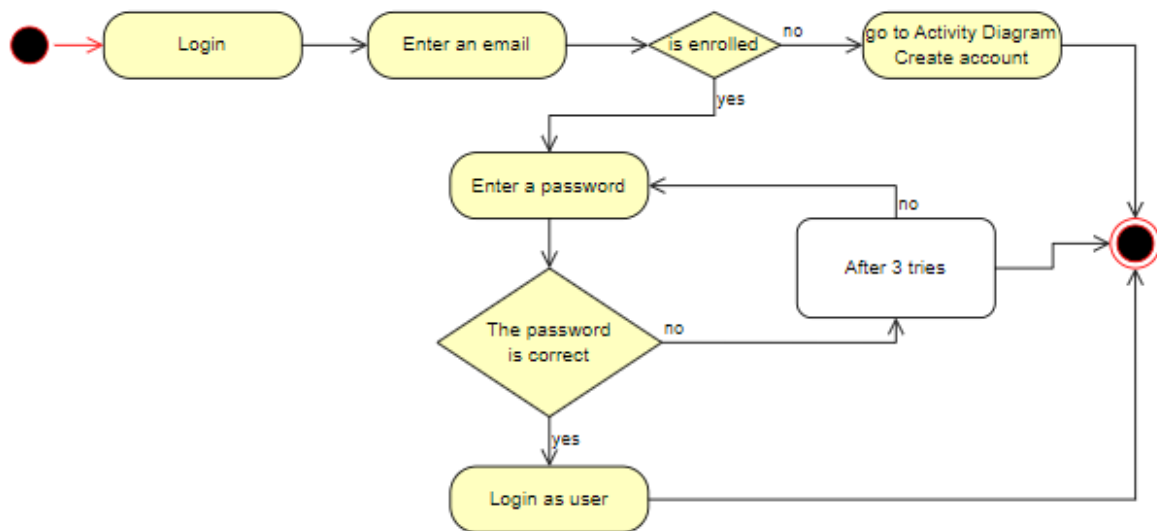 Login
Enter an email
is enrolled
no
go to Activity Diagram
Create account
yes
Enter a password
no
After 3 tries
The password
is correct
no
yes
Login as user